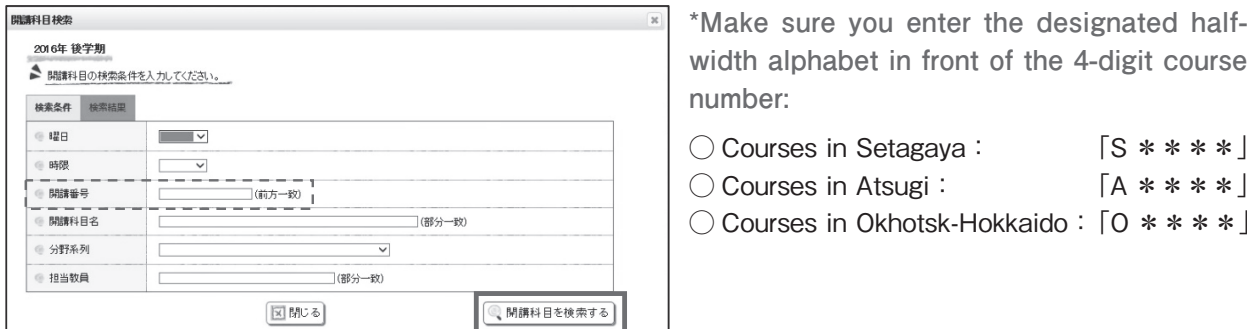 開講科目検索
2016年 後学期
開講科目の検索条件を入力してください。
検索条件 検索結果
曜日
時限
開講番号 (前方一致)
開講科目名 (部分一致)
分野系列
担当教員 (部分一致)
閉じる 開講科目を検索する
*Make sure you enter the designated half-
width alphabet in front of the 4-digit course
number:
○ Courses in Setagaya： 「S ＊＊＊＊」
○ Courses in Atsugi： 「A ＊＊＊＊」
○ Courses in Okhotsk-Hokkaido：「O ＊＊＊＊」